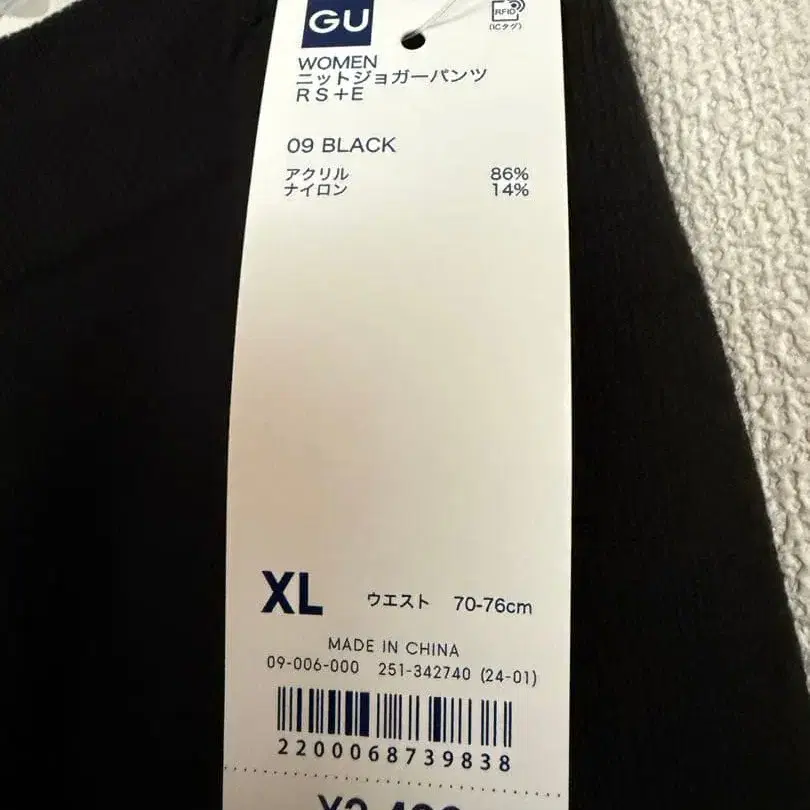 GU
RFID
(ICタグ)
WOMEN
ニットジョガーパンツ
RS+E
09 BLACK
アクリル 86%
ナイロン 14%
XL ウエスト 70-76cm
MADE IN CHINA
09-006-000 251-342740 (24-01)
2200068739838